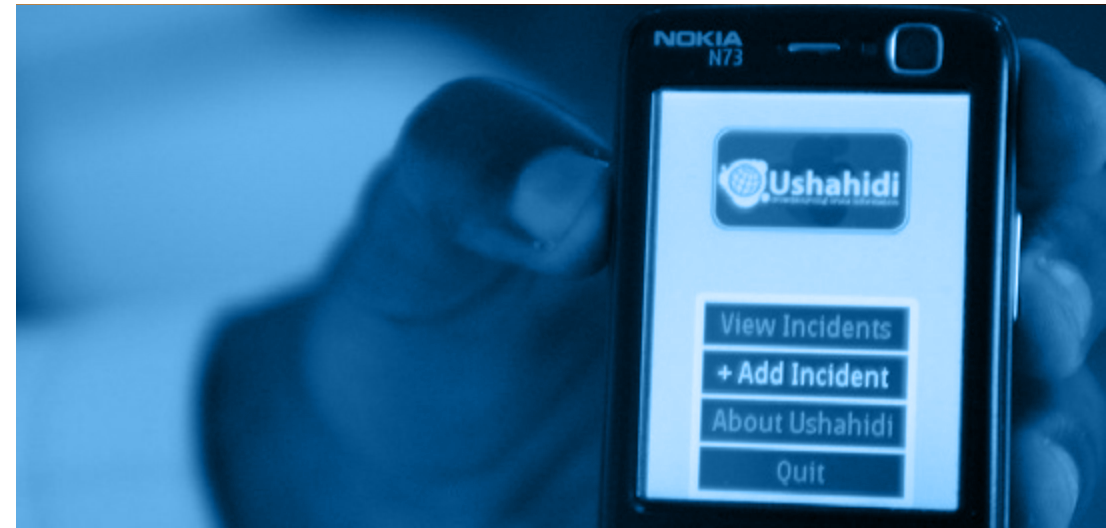 NOKIA
N73
Ushahidi
View Incidents
+ Add Incident
About Ushahidi
Quit